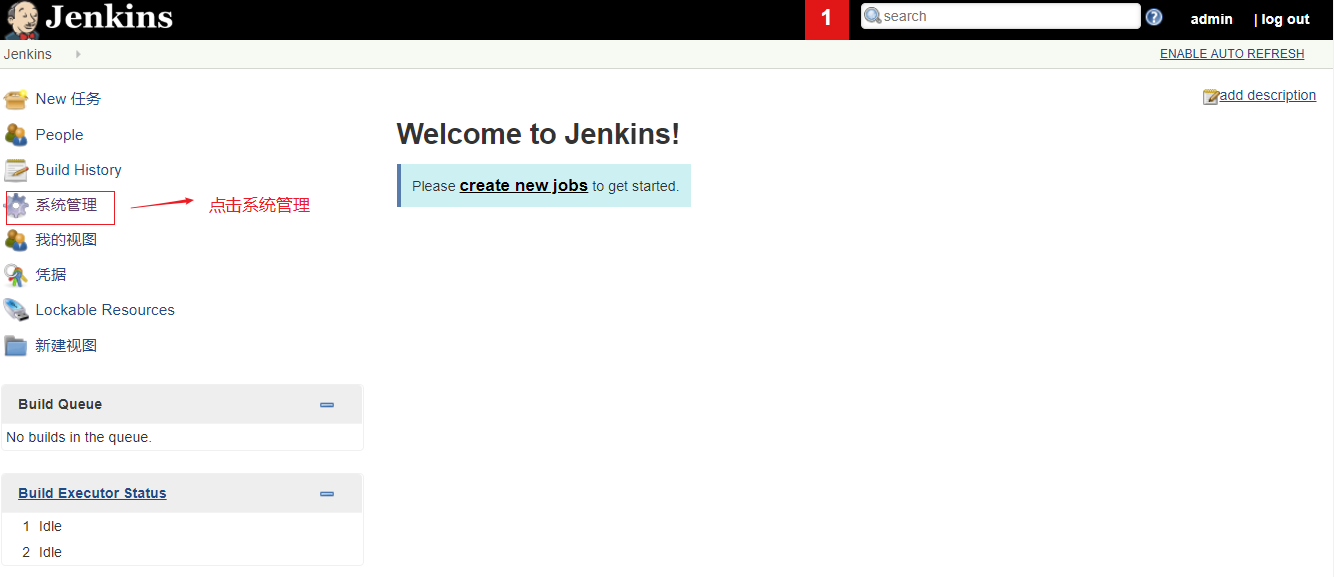 Jenkins
1
search
admin
| log out
Jenkins
ENABLE AUTO REFRESH
New 任务
People
Build History
系统管理
点击系统管理
我的视图
凭据
Lockable Resources
新建视图
add description
Welcome to Jenkins!
Please create new jobs to get started.
Build Queue
No builds in the queue.
Build Executor Status
1 Idle
2 Idle